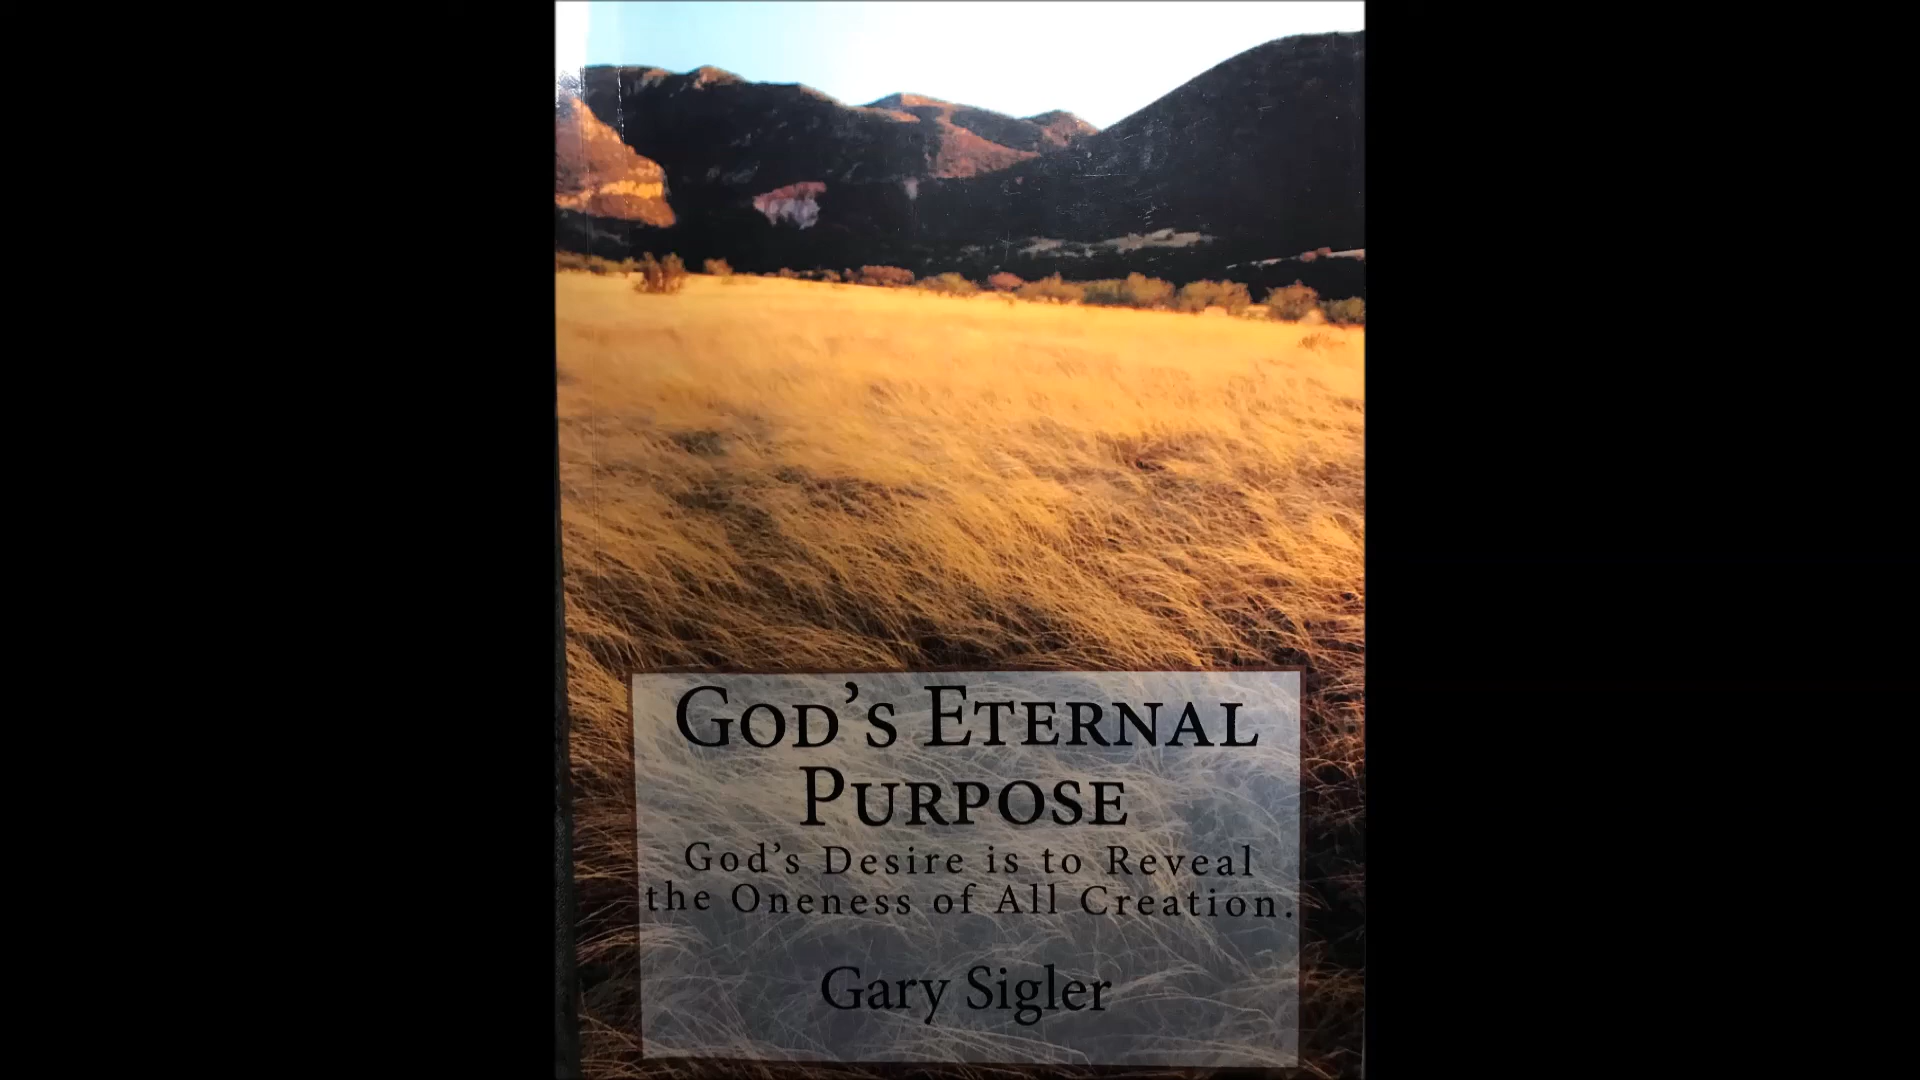 God's Eternal
Purpose
God's Desire is to Reveal
the Oneness of All Creation.
Gary Sigler